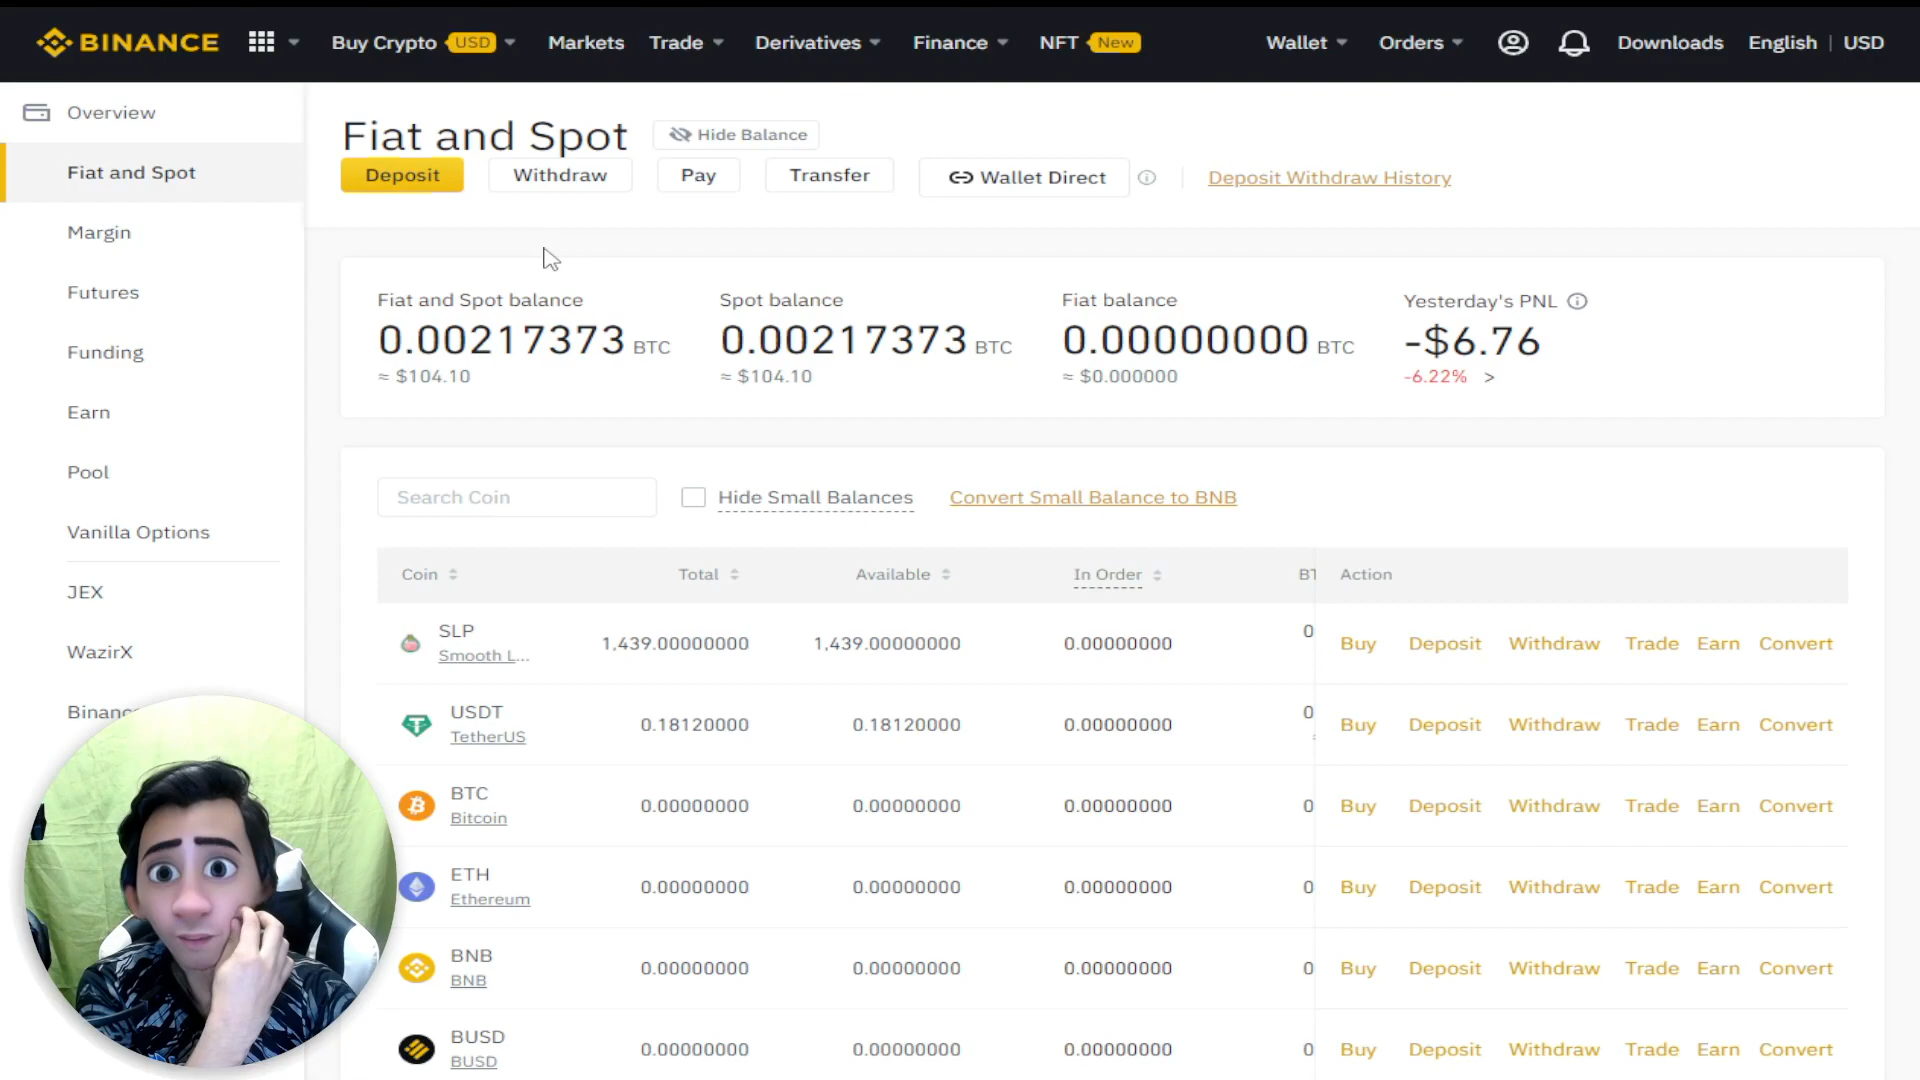 BINANCE
Buy Crypto USD
Markets
Trade
Derivatives
Finance
NFT New
Wallet
Orders
Downloads
English | USD
Overview
Fiat and Spot
Margin
Futures
Funding
Earn
Pool
Vanilla Options
JEX
WazirX
Fiat and Spot
Hide Balance
Deposit
Withdraw
Pay
Transfer
Wallet Direct
Deposit Withdraw History
Fiat and Spot balance
0.00217373 BTC
≈ $104.10
Spot balance
0.00217373 BTC
≈ $104.10
Fiat balance
0.00000000 BTC
≈ $0.000000
Yesterday's PNL
-$6.76
-6.22% >
Search Coin
Hide Small Balances
Convert Small Balance to BNB
Coin Total Available In Order BT Action
SLP
Smooth L...
1,439.00000000 1,439.00000000 0.00000000 0 Buy Deposit Withdraw Trade Earn Convert
USDT
TetherUS
0.18120000 0.18120000 0.00000000 0 Buy Deposit Withdraw Trade Earn Convert
BTC
Bitcoin
0.00000000 0.00000000 0.00000000 0 Buy Deposit Withdraw Trade Earn Convert
ETH
Ethereum
0.00000000 0.00000000 0.00000000 0 Buy Deposit Withdraw Trade Earn Convert
BNB
BNB
0.00000000 0.00000000 0.00000000 0 Buy Deposit Withdraw Trade Earn Convert
BUSD
BUSD
0.00000000 0.00000000 0.00000000 0 Buy Deposit Withdraw Trade Earn Convert